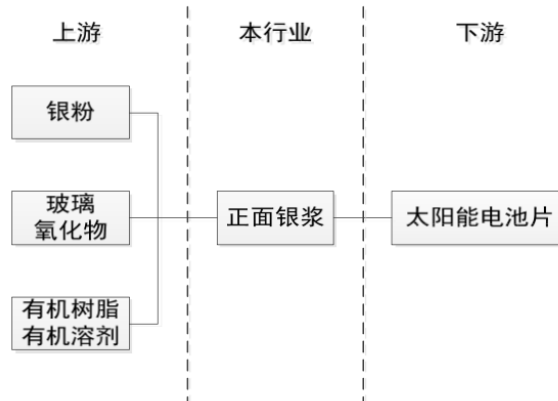 上游
本行业
下游
银粉
玻璃
氧化物
正面银浆
太阳能电池片
有机树脂
有机溶剂